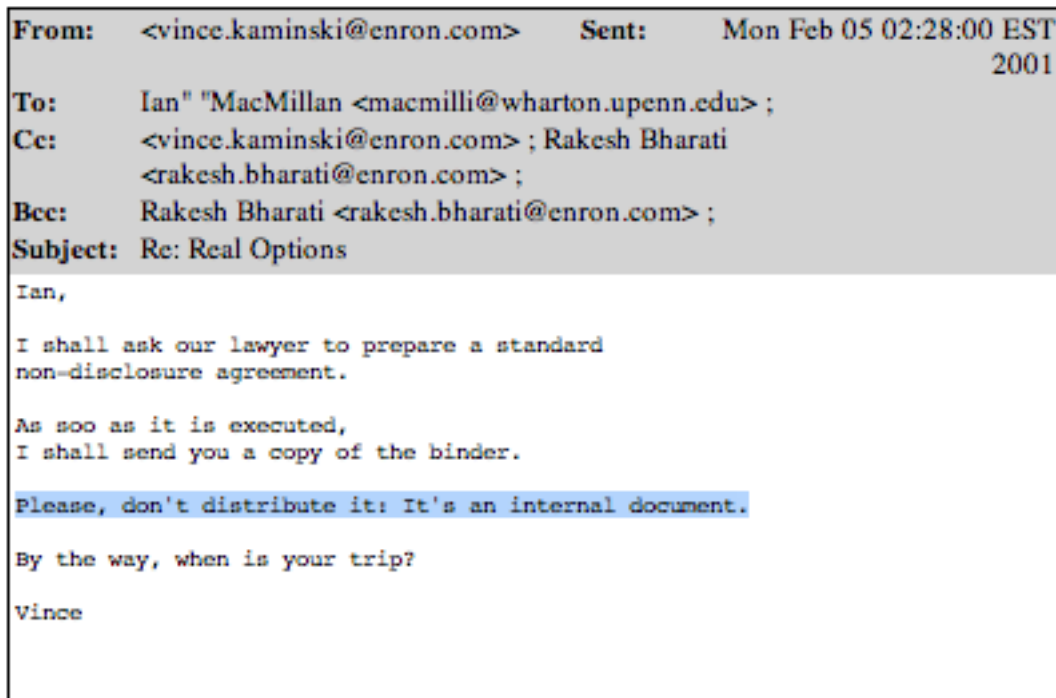 From: <vince.kaminski@enron.com> Sent: Mon Feb 05 02:28:00 EST
2001
To: Ian" "MacMillan <macmilli@wharton.upenn.edu> ;
Cc: <vince.kaminski@enron.com> ; Rakesh Bharati
<rakesh.bharati@enron.com> ;
Bcc: Rakesh Bharati <rakesh.bharati@enron.com> ;
Subject: Re: Real Options
Ian,
I shall ask our lawyer to prepare a standard
non-disclosure agreement.
As soo as it is executed,
I shall send you a copy of the binder.
Please, don't distribute it: It's an internal document.
By the way, when is your trip?
Vince